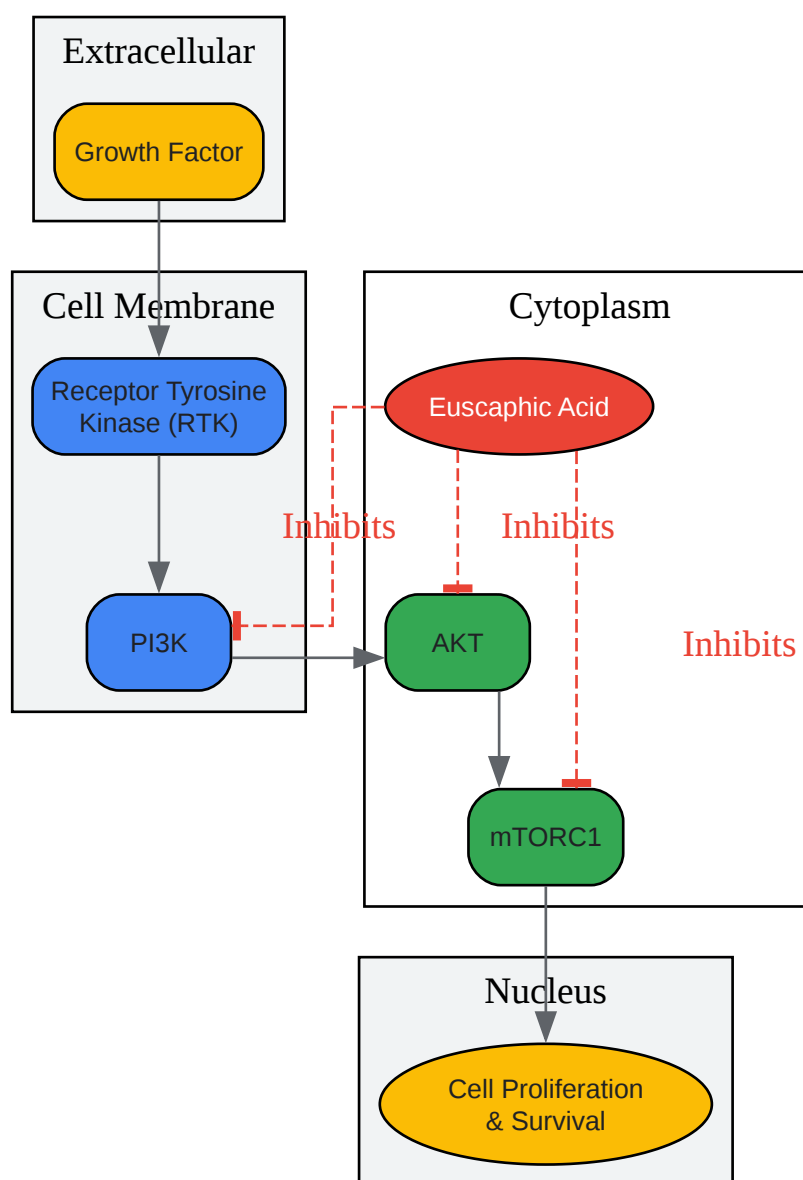 Extracellular
Growth Factor
Cell Membrane
Cytoplasm
Receptor Tyrosine
Kinase (RTK)
Euscaphic Acid
Inhibits
Inhibits
PI3K
AKT
Inhibits
mTORC1
Nucleus
Cell Proliferation
& Survival